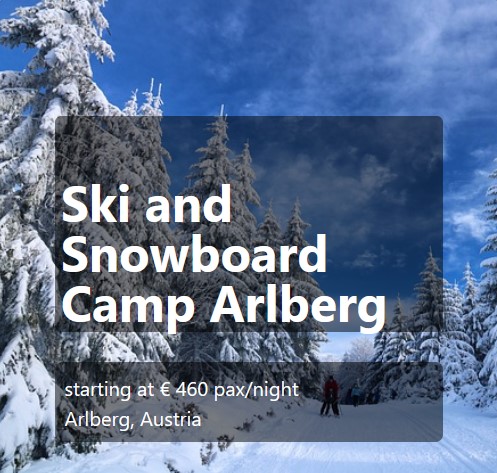 Ski and
Snowboard
Camp Arlberg
starting at € 460 pax/night
Arlberg, Austria